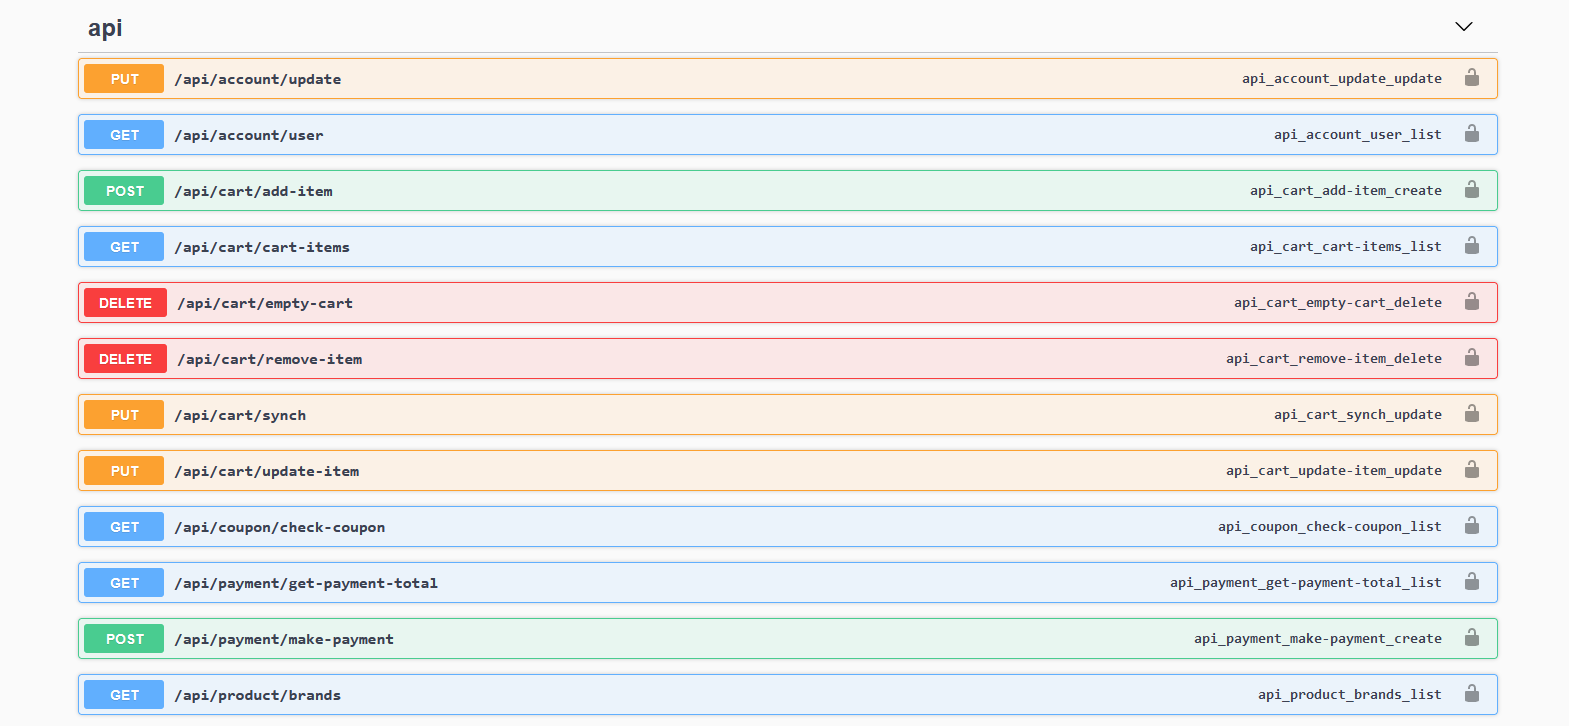 api
PUT /api/account/update api_account_update_update
GET /api/account/user api_account_user_list
POST /api/cart/add-item api_cart_add-item_create
GET /api/cart/cart-items api_cart_cart-items_list
DELETE /api/cart/empty-cart api_cart_empty-cart_delete
DELETE /api/cart/remove-item api_cart_remove-item_delete
PUT /api/cart/synch api_cart_synch_update
PUT /api/cart/update-item api_cart_update-item_update
GET /api/coupon/check-coupon api_coupon_check-coupon_list
GET /api/payment/get-payment-total api_payment_get-payment-total_list
POST /api/payment/make-payment api_payment_make-payment_create
GET /api/product/brands api_product_brands_list